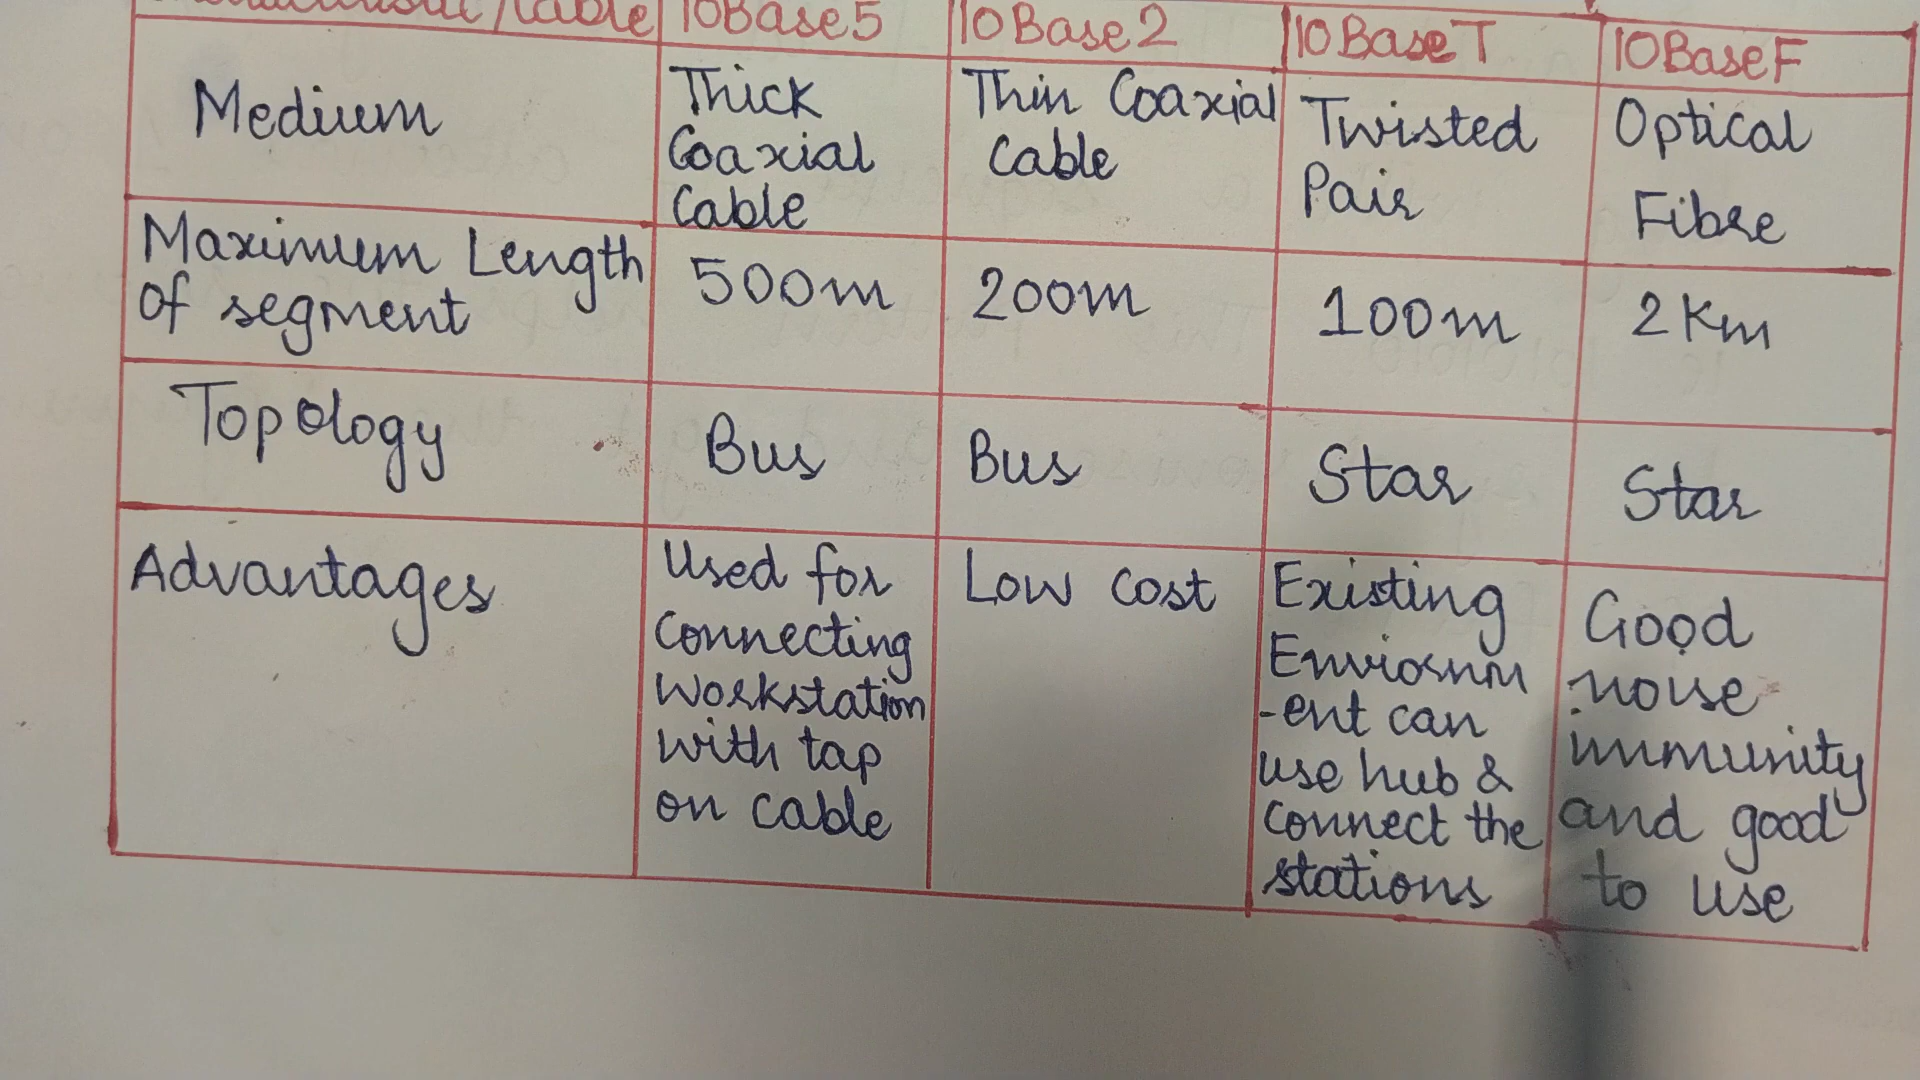 /Cable 10Base5 10Base2 10BaseT 10BaseF
Medium
Thick
Coaxial
Cable
Thin Coaxial
Cable
Twisted
Pair
Optical
Fibre
Maximum Length
of segment
500m
200m
100m
2Km
Topology
Bus
Bus
Star
Star
Advantages
Used for
Connecting
Workstation
with tap
on cable
Low cost
Existing
Enviornm
-ent can
use hub &
connect the
stations
Good
noise
immunity
and good
to use